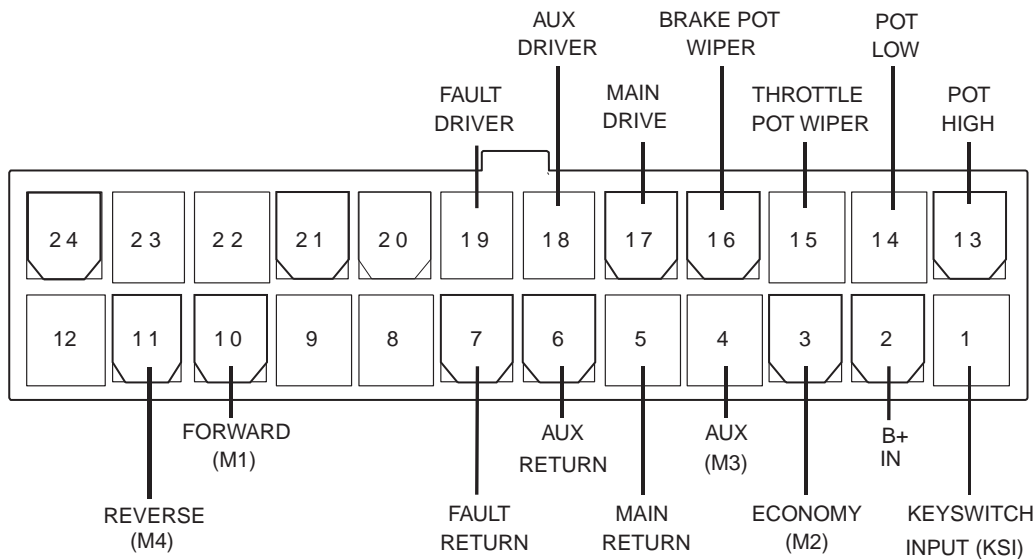 AUX
DRIVER
BRAKE POT
WIPER
POT
LOW
FAULT
DRIVER
MAIN
DRIVE
THROTTLE
POT WIPER
POT
HIGH
24 23 22 21 20 19 18 17 16 15 14 13
12 11 10 9 8 7 6 5 4 3 2 1
FORWARD
(M1)
AUX
RETURN
AUX
(M3)
B+
IN
REVERSE
(M4)
FAULT
RETURN
MAIN
RETURN
ECONOMY
(M2)
KEYSWITCH
INPUT (KSI)